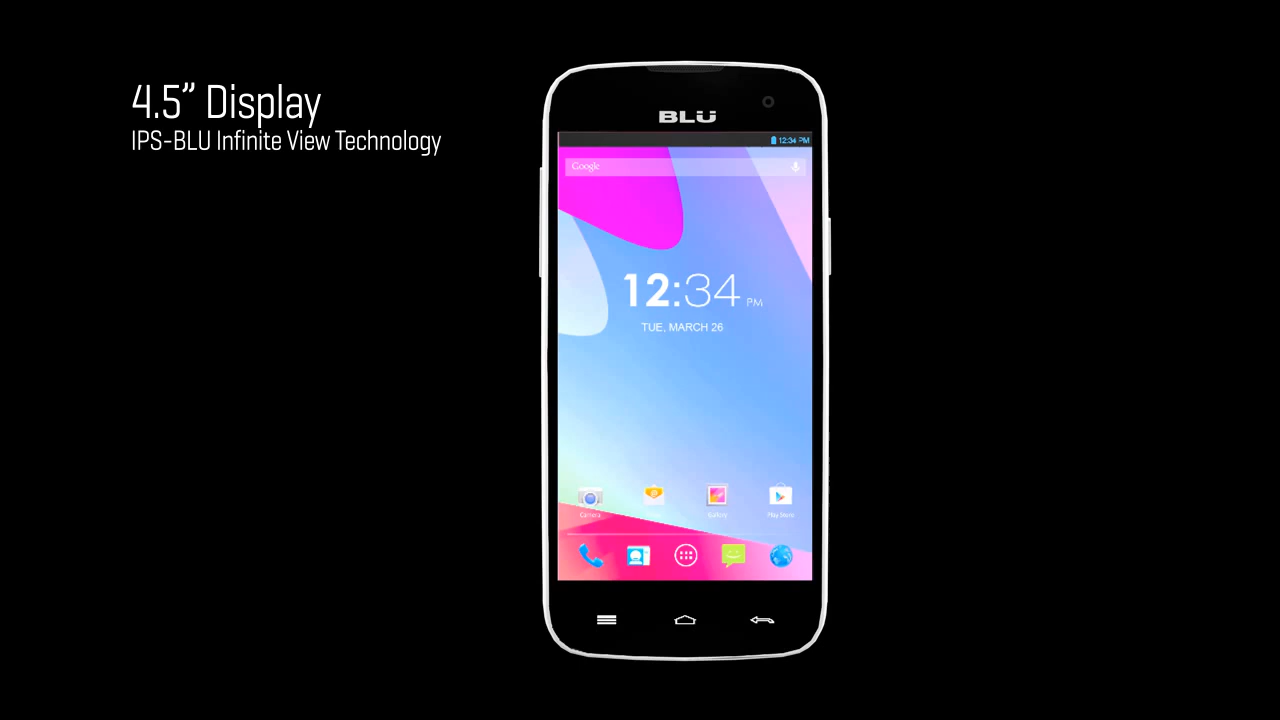 4.5” Display
IPS-BLU Infinite View Technology
BLU
12:34 PM
Google
12:34 PM
TUE, MARCH 26
Camera
Gallery
Play Store